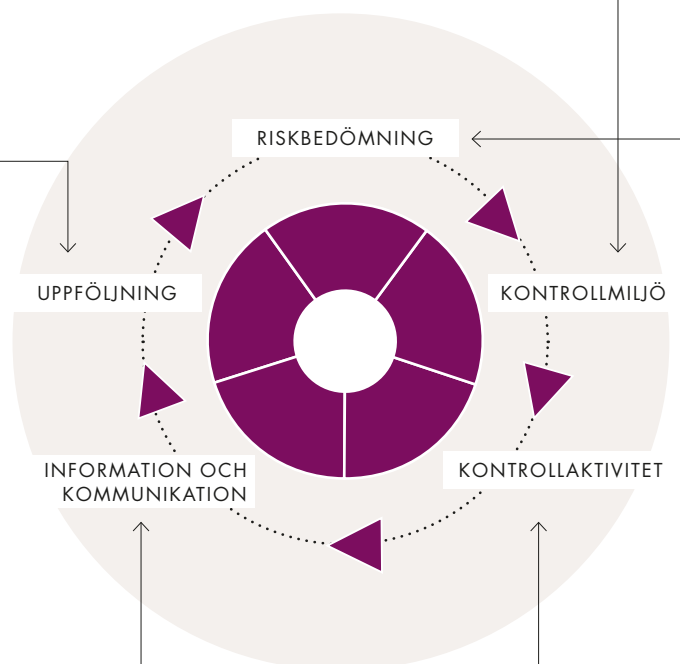 RISKBEDÖMNING
UPPFÖLJNING
KONTROLLMILJÖ
INFORMATION OCH
KOMMUNIKATION
KONTROLLAKTIVITET